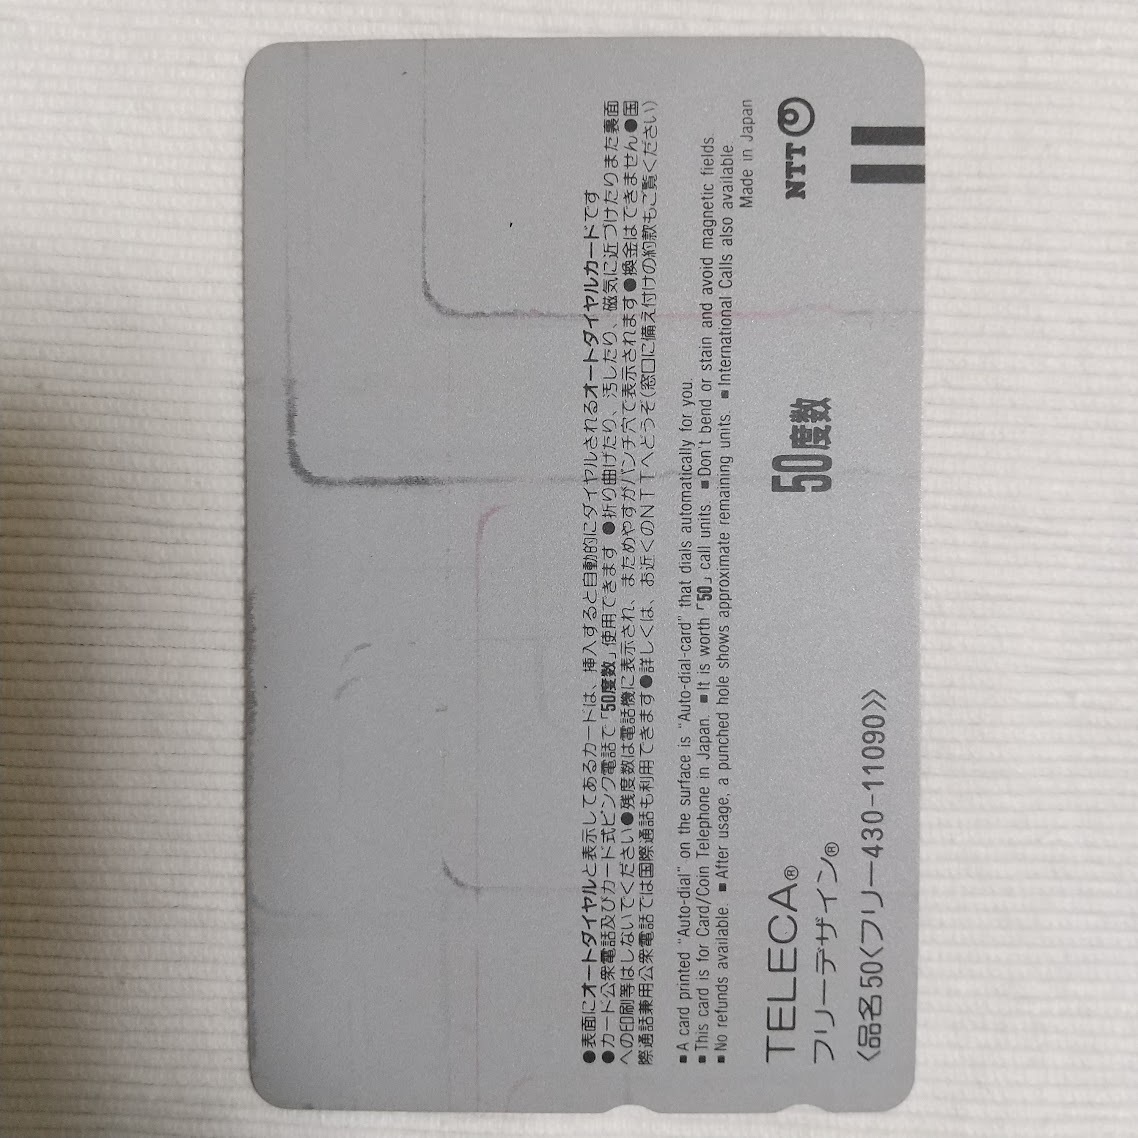 ●表面にオートダイヤルと表示してあるカードは、挿入すると自動的にダイヤルされるオートダイヤルカードです
●カード公衆電話及びカード式ピンク電話で「50度数」使用できます ●折り曲げたり、汚したり、磁気に近づけたりまた裏面
への印刷等はしないでください●残度数は電話機に表示され、まためやすがパンチ穴で表示されます●換金はできません●国
際通話兼用公衆電話では国際通話も利用できます●詳しくは、お近くのNTTへどうぞ(窓口に備え付けの約款もご覧ください)
■A card printed "Auto-dial" on the surface is "Auto-dial-card" that dials automatically for you.
■This card is for Card/Coin Telephone in Japan. ■It is worth「50」call units. ■Don't bend or stain and avoid magnetic fields.
■No refunds available. ■After usage, a punched hole shows approximate remaining units. ■International Calls also available.
Made in Japan
TELECA®
フリーデザイン®
〈品名50〈フリー430-11090〉〉
50度数
NTT